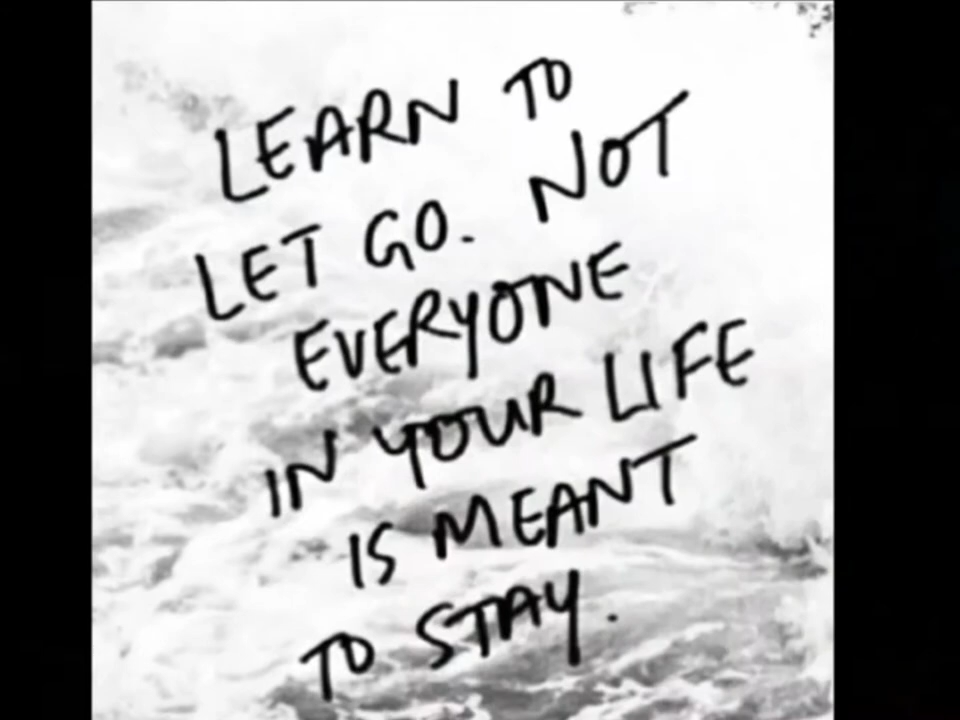 LEARN TO
LET GO. NOT
EVERYONE
IN YOUR LIFE
IS MEANT
TO STAY.